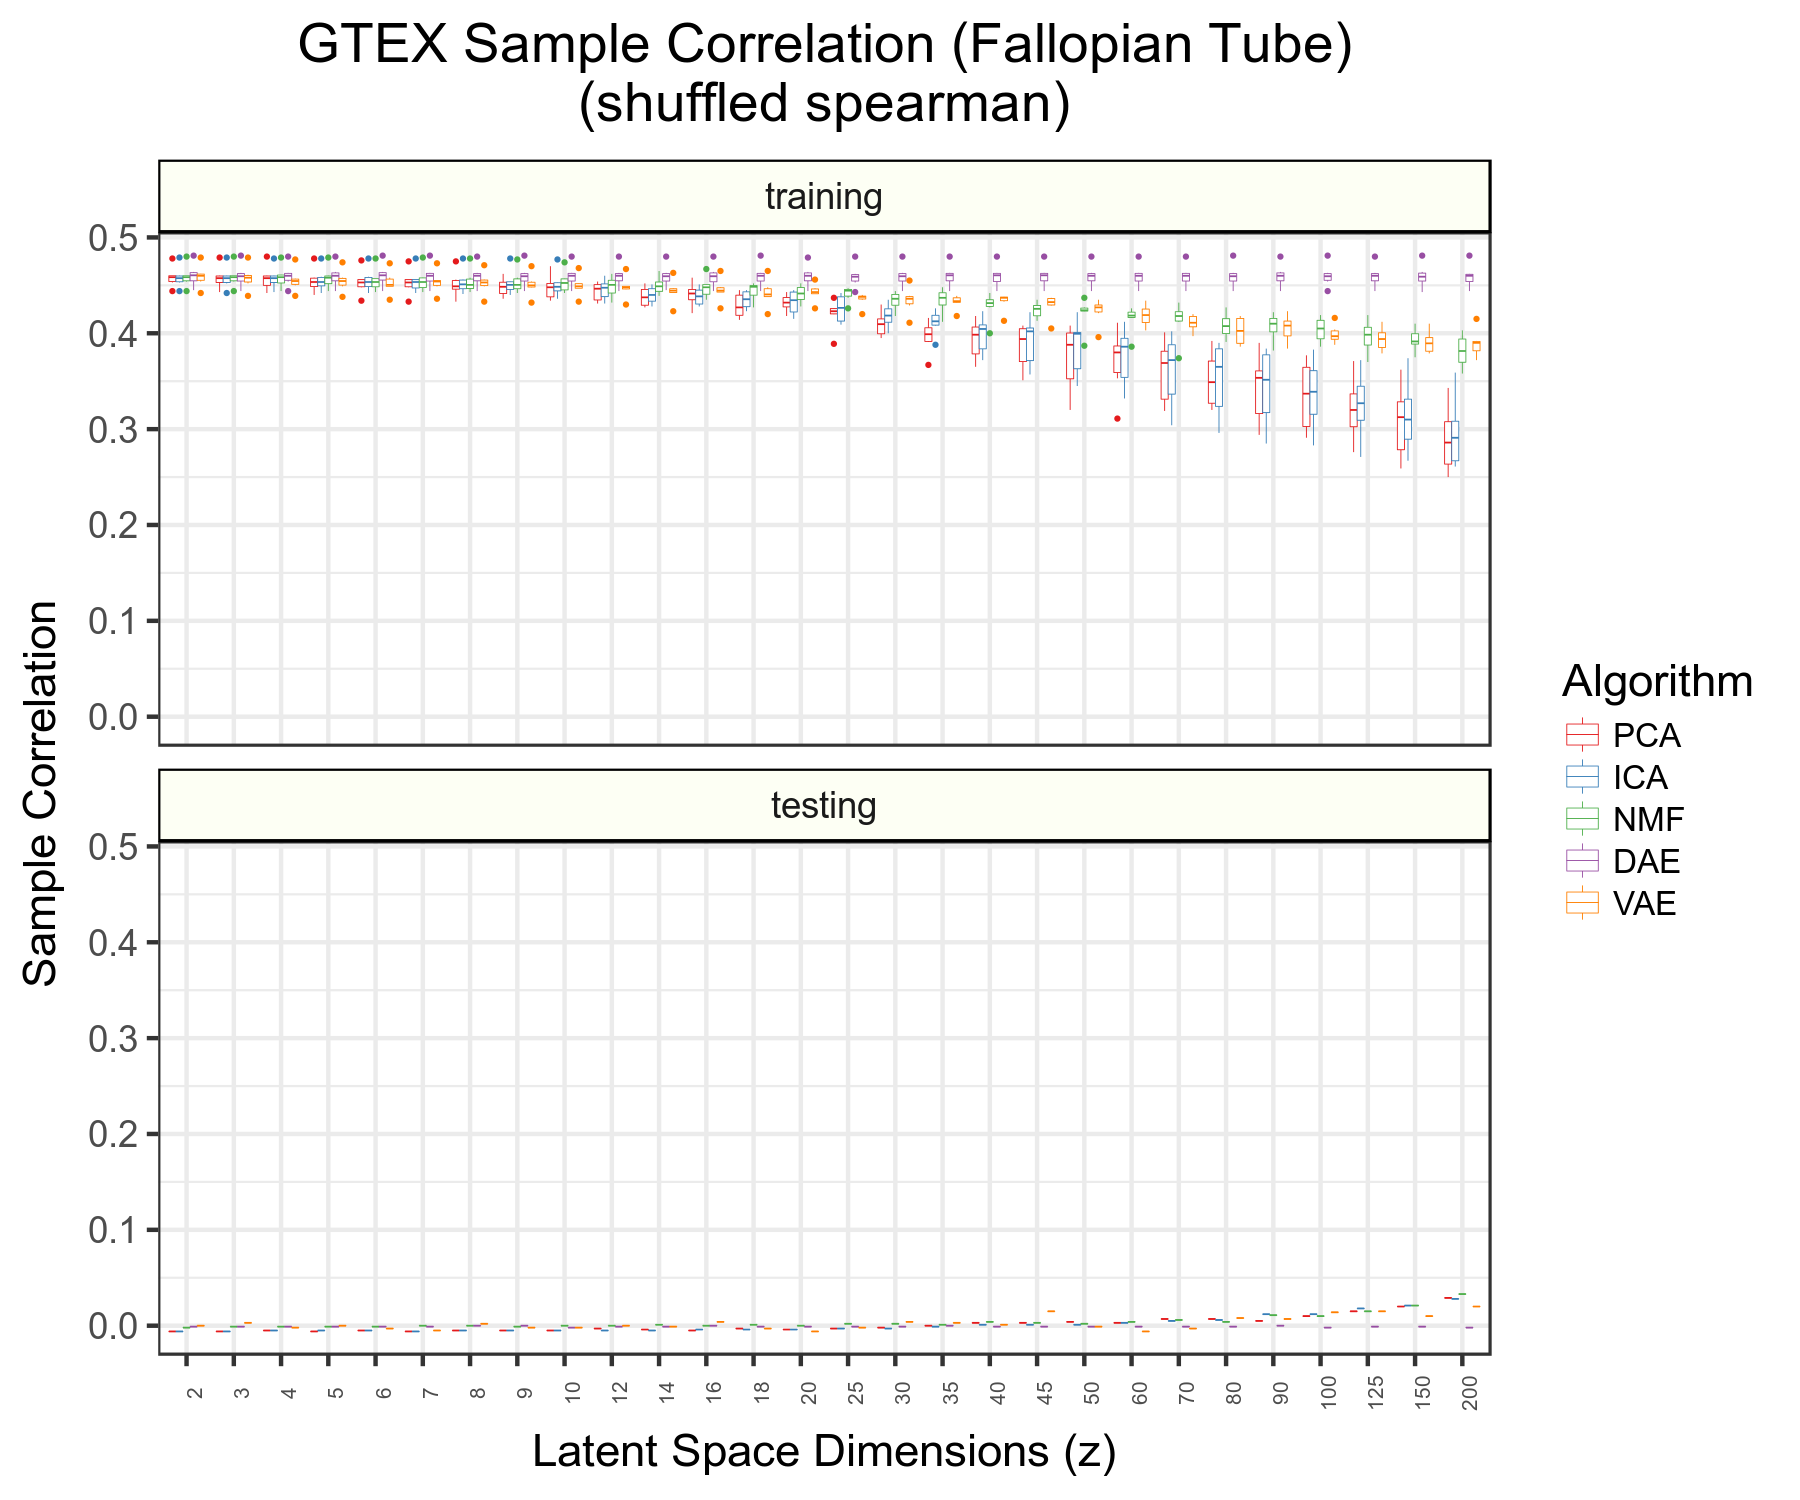 GTEX Sample Correlation (Fallopian Tube)
(shuffled spearman)
training
0.5
0.4
0.3
0.2
0.1
0.0
testing
0.5
0.4
0.3
0.2
0.1
0.0
Sample Correlation
2 3 4 5 6 7 8 9 10 12 14 16 18 20 25 30 35 40 45 50 60 70 80 90 100 125 150 200
Latent Space Dimensions (z)
Algorithm
PCA
ICA
NMF
DAE
VAE